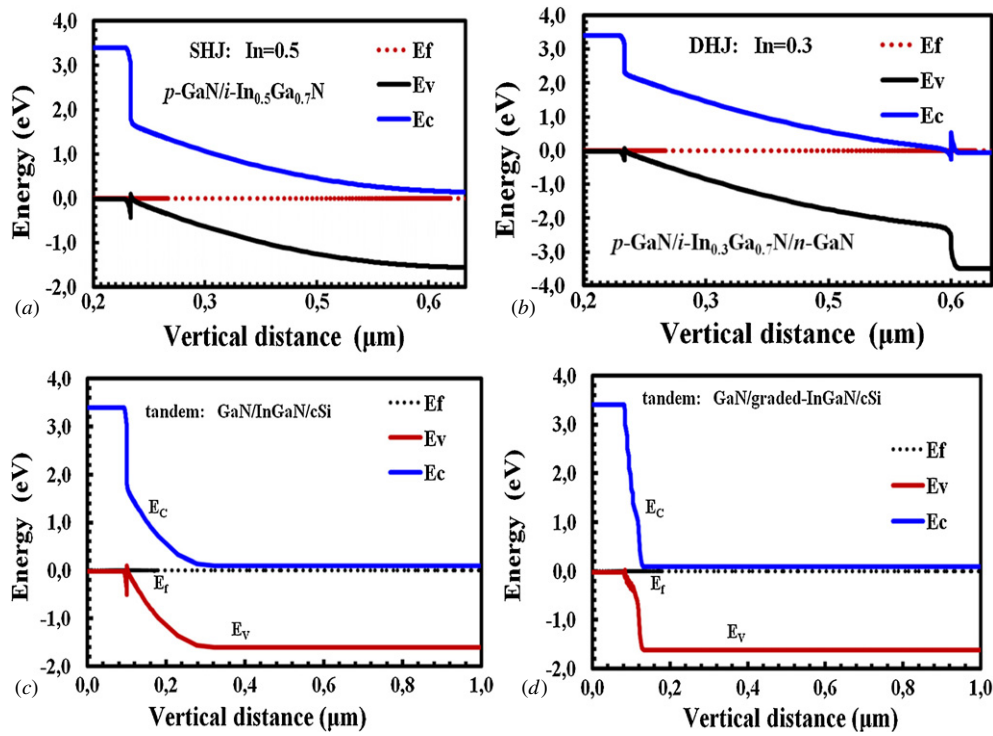 4,0
3,0
2,0
1,0
0,0
-1,0
-2,0
Energy (eV)
SHJ: In=0.5
p-GaN/i-In0.5Ga0.7N
Ef
Ev
Ec
0,2
0,3
0,5
0,6
(a)
Vertical distance (μm)
4,0
3,0
2,0
1,0
0,0
-1,0
-2,0
-3,0
-4,0
Energy (eV)
DHJ: In=0.3
Ef
Ev
Ec
p-GaN/i-In0.3Ga0.7N/n-GaN
0,2
0,3
0,5
0,6
(b)
Vertical distance (μm)
4,0
3,0
2,0
1,0
0,0
-1,0
-2,0
Energy (eV)
tandem: GaN/InGaN/cSi
Ef
Ev
Ec
EC
Ef
EV
0,0
0,2
0,4
0,6
0,8
1,0
(c)
Vertical distance (μm)
4,0
3,0
2,0
1,0
0,0
-1,0
-2,0
Energy (eV)
tandem: GaN/graded-InGaN/cSi
Ef
Ev
Ec
EC
Ef
EV
0,0
0,2
0,4
0,6
0,8
1,0
(d)
Vertical distance (μm)